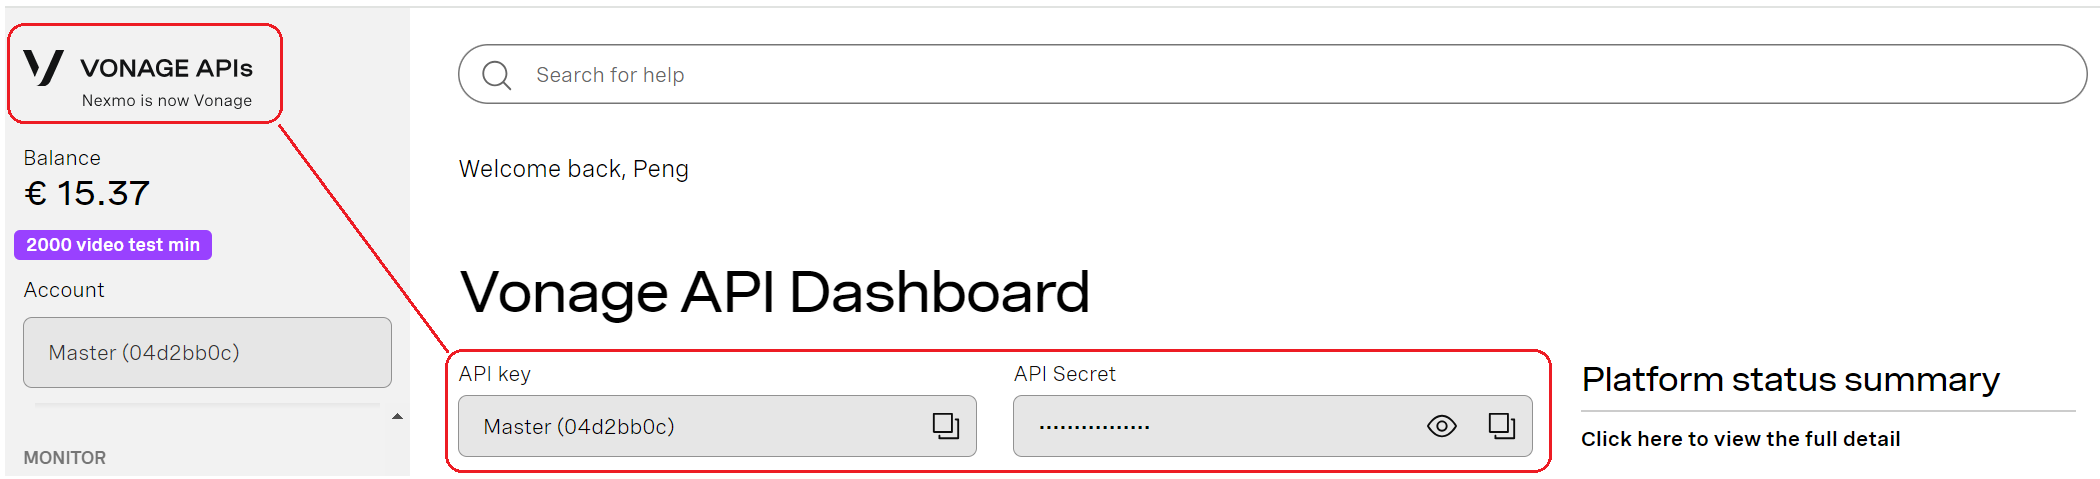 VONAGE APIs
Nexmo is now Vonage
Balance
€ 15.37
2000 video test min
Account
Master (04d2bb0c)
MONITOR
Search for help
Welcome back, Peng
Vonage API Dashboard
API key
Master (04d2bb0c)
API Secret
................
Platform status summary
Click here to view the full detail